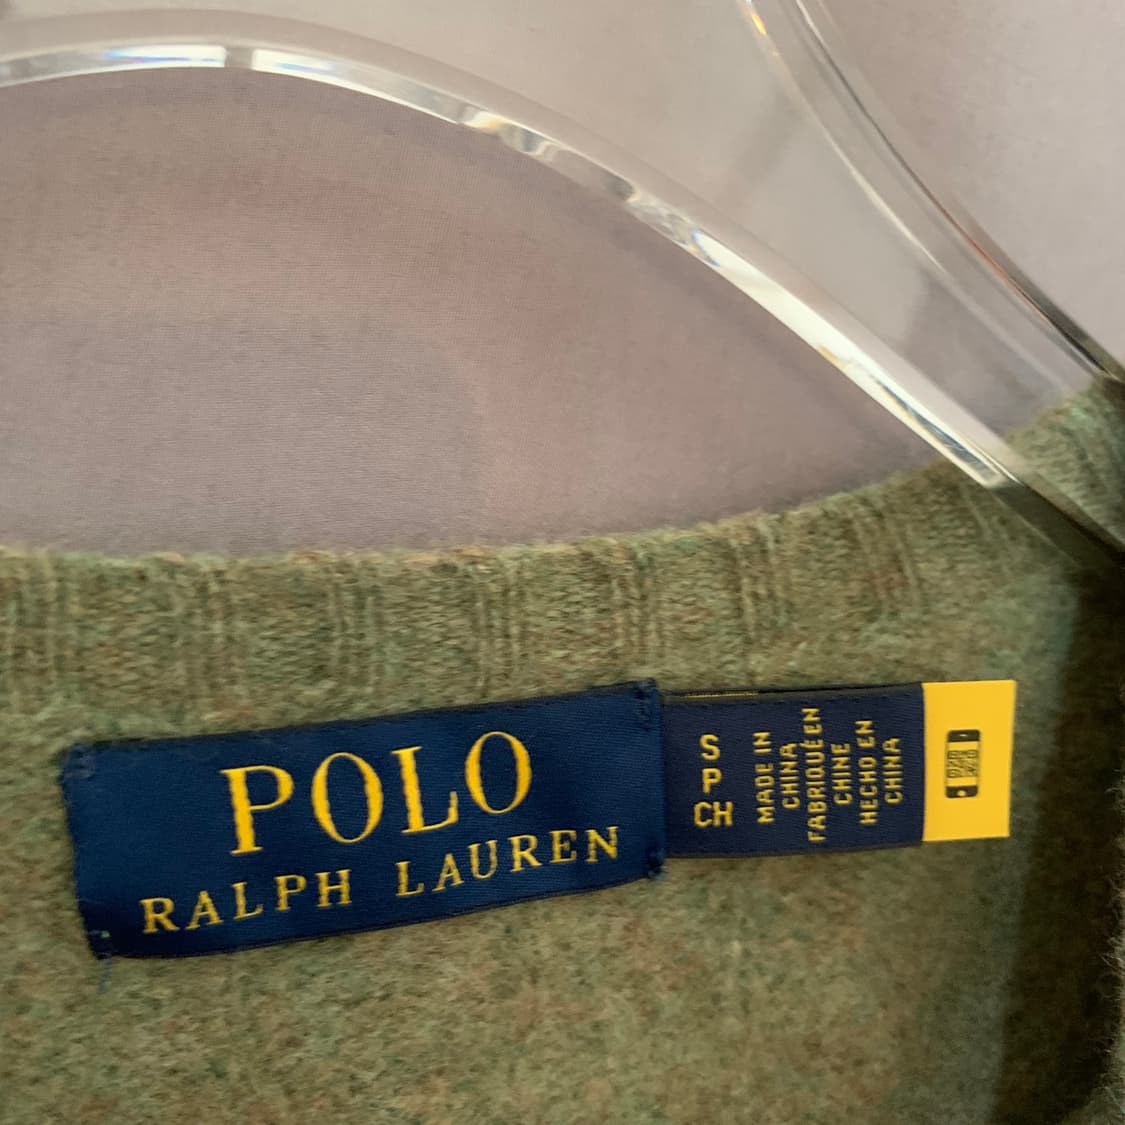 POLO
RALPH LAUREN
S
P
CH
MADE IN
CHINA
FABRIQUÉ EN
CHINE
HECHO EN
CHINA